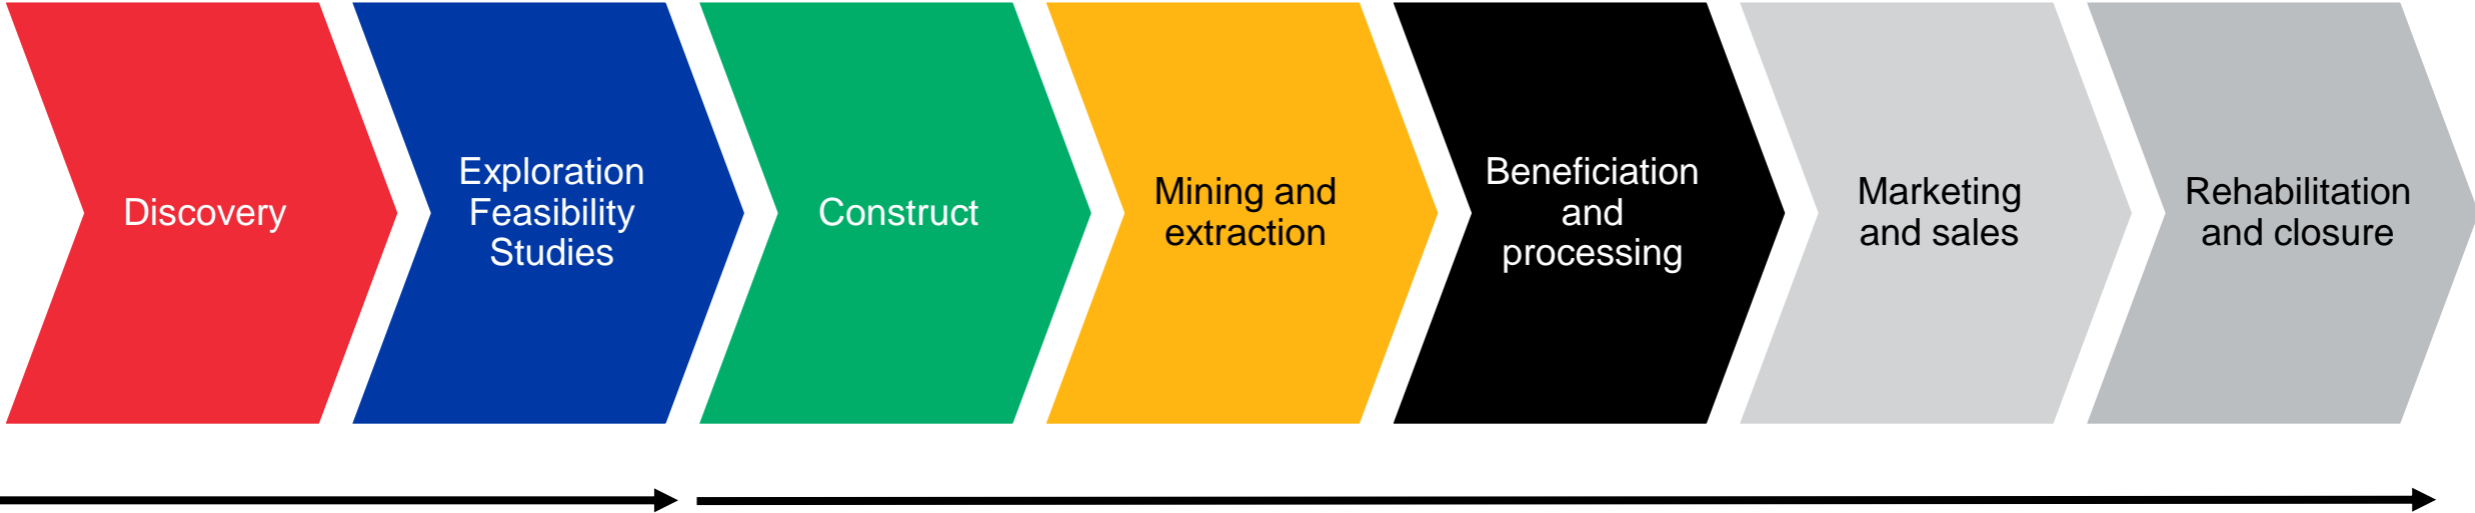 Discovery
Exploration
Feasibility
Studies
Construct
Mining and
extraction
Beneficiation
and
processing
Marketing
and sales
Rehabilitation
and closure